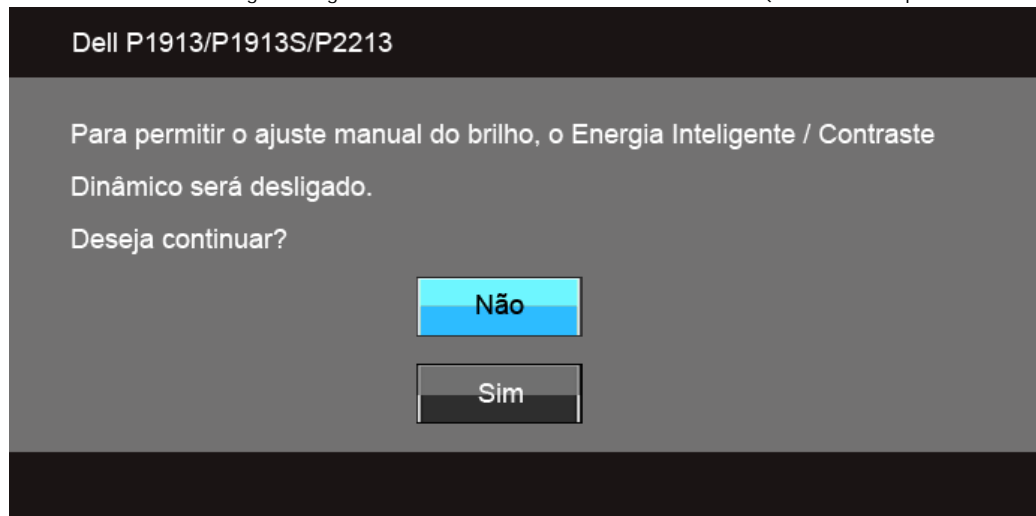 Dell P1913/P1913S/P2213
Para permitir o ajuste manual do brilho, o Energia Inteligente / Contraste
Dinâmico será desligado.
Deseja continuar?
Não
Sim